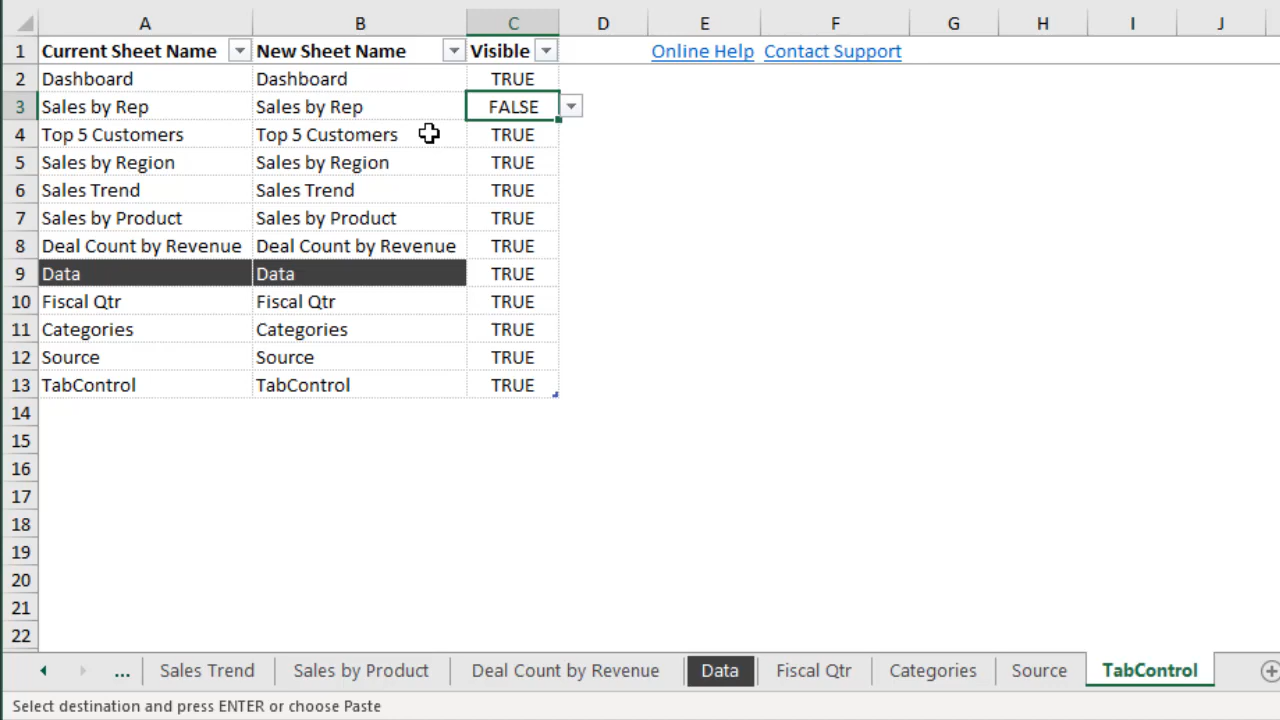 A B C D E F G H I J
1 Current Sheet Name New Sheet Name Visible Online Help Contact Support
2 Dashboard Dashboard TRUE
3 Sales by Rep Sales by Rep FALSE
4 Top 5 Customers Top 5 Customers TRUE
5 Sales by Region Sales by Region TRUE
6 Sales Trend Sales Trend TRUE
7 Sales by Product Sales by Product TRUE
8 Deal Count by Revenue Deal Count by Revenue TRUE
9 Data Data TRUE
10 Fiscal Qtr Fiscal Qtr TRUE
11 Categories Categories TRUE
12 Source Source TRUE
13 TabControl TabControl TRUE
14
15
16
17
18
19
20
21
22
... Sales Trend Sales by Product Deal Count by Revenue Data Fiscal Qtr Categories Source TabControl
Select destination and press ENTER or choose Paste